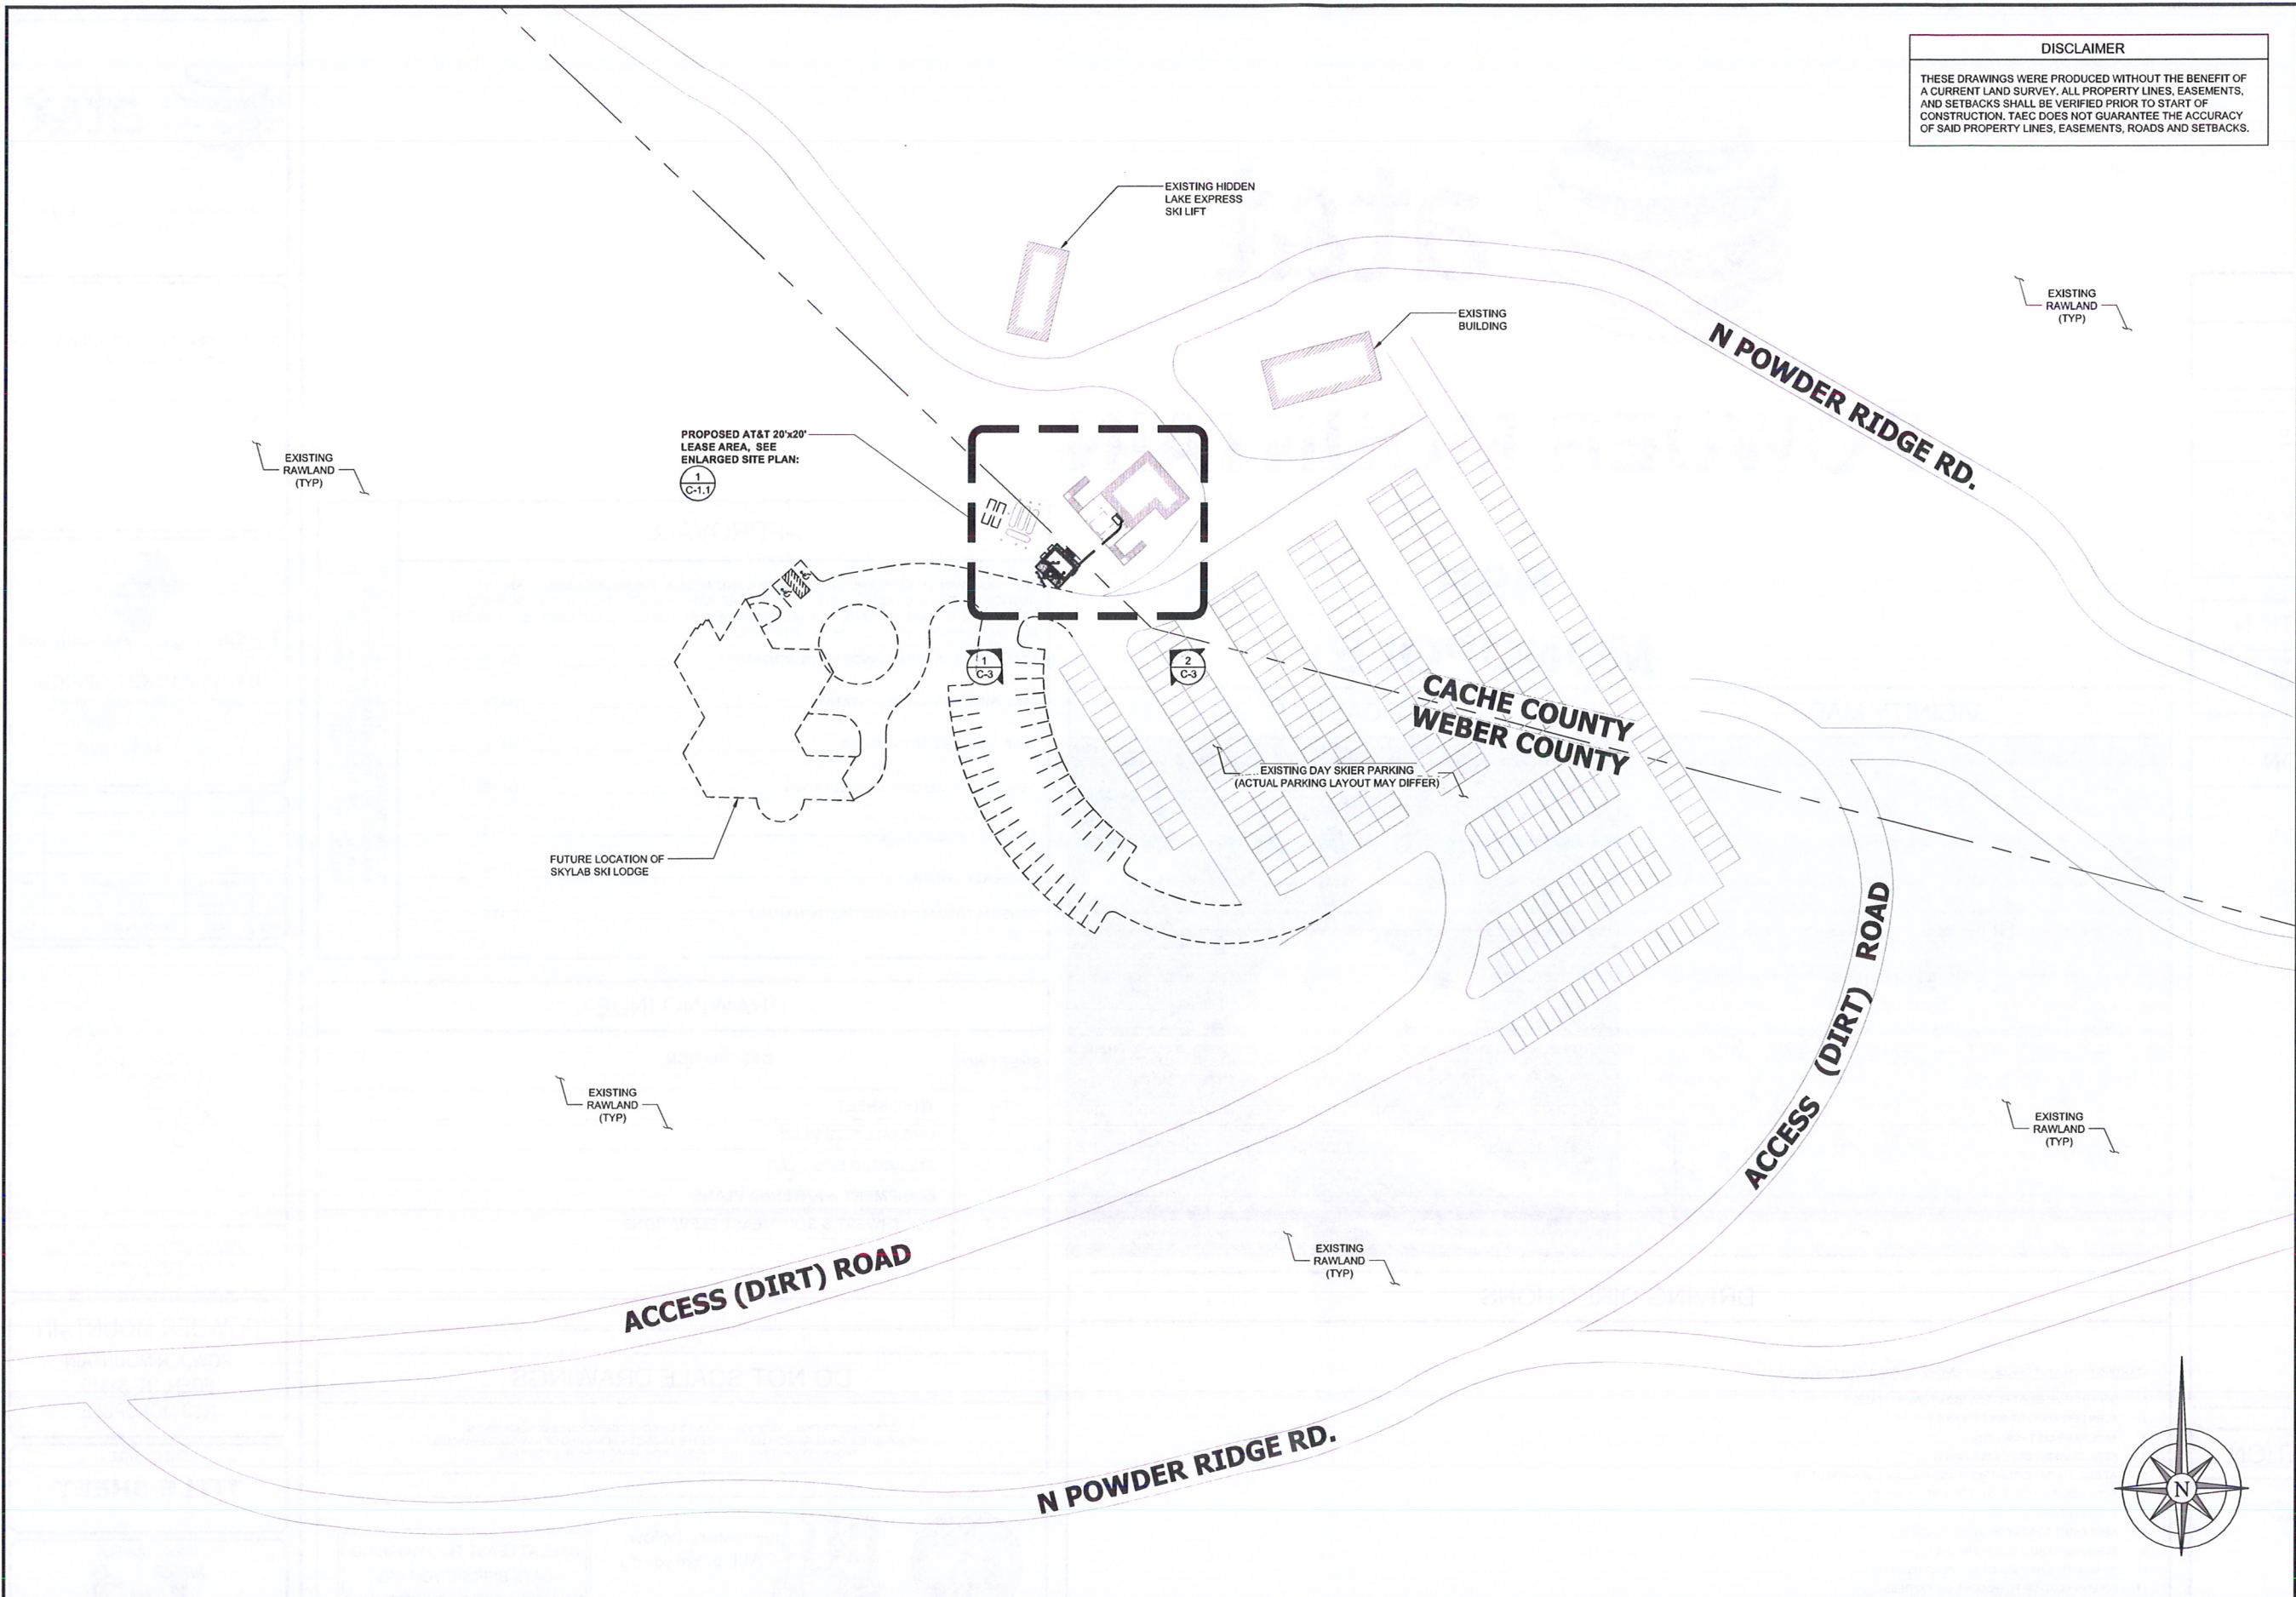 DISCLAIMER
THESE DRAWINGS WERE PRODUCED WITHOUT THE BENEFIT OF
A CURRENT LAND SURVEY. ALL PROPERTY LINES, EASEMENTS,
AND SETBACKS SHALL BE VERIFIED PRIOR TO START OF
CONSTRUCTION. TAEC DOES NOT GUARANTEE THE ACCURACY
OF SAID PROPERTY LINES, EASEMENTS, ROADS AND SETBACKS.
EXISTING HIDDEN
LAKE EXPRESS
SKI LIFT
EXISTING
BUILDING
EXISTING
RAWLAND
(TYP)
N POWDER RIDGE RD.
PROPOSED AT&T 20'x20'
LEASE AREA, SEE
ENLARGED SITE PLAN:
1
C-1.1
EXISTING
RAWLAND
(TYP)
1
C-3
2
C-3
CACHE COUNTY
WEBER COUNTY
EXISTING DAY SKIER PARKING
(ACTUAL PARKING LAYOUT MAY DIFFER)
FUTURE LOCATION OF
SKYLAB SKI LODGE
ACCESS (DIRT) ROAD
EXISTING
RAWLAND
(TYP)
EXISTING
RAWLAND
(TYP)
EXISTING
RAWLAND
(TYP)
ACCESS (DIRT) ROAD
N POWDER RIDGE RD.
N